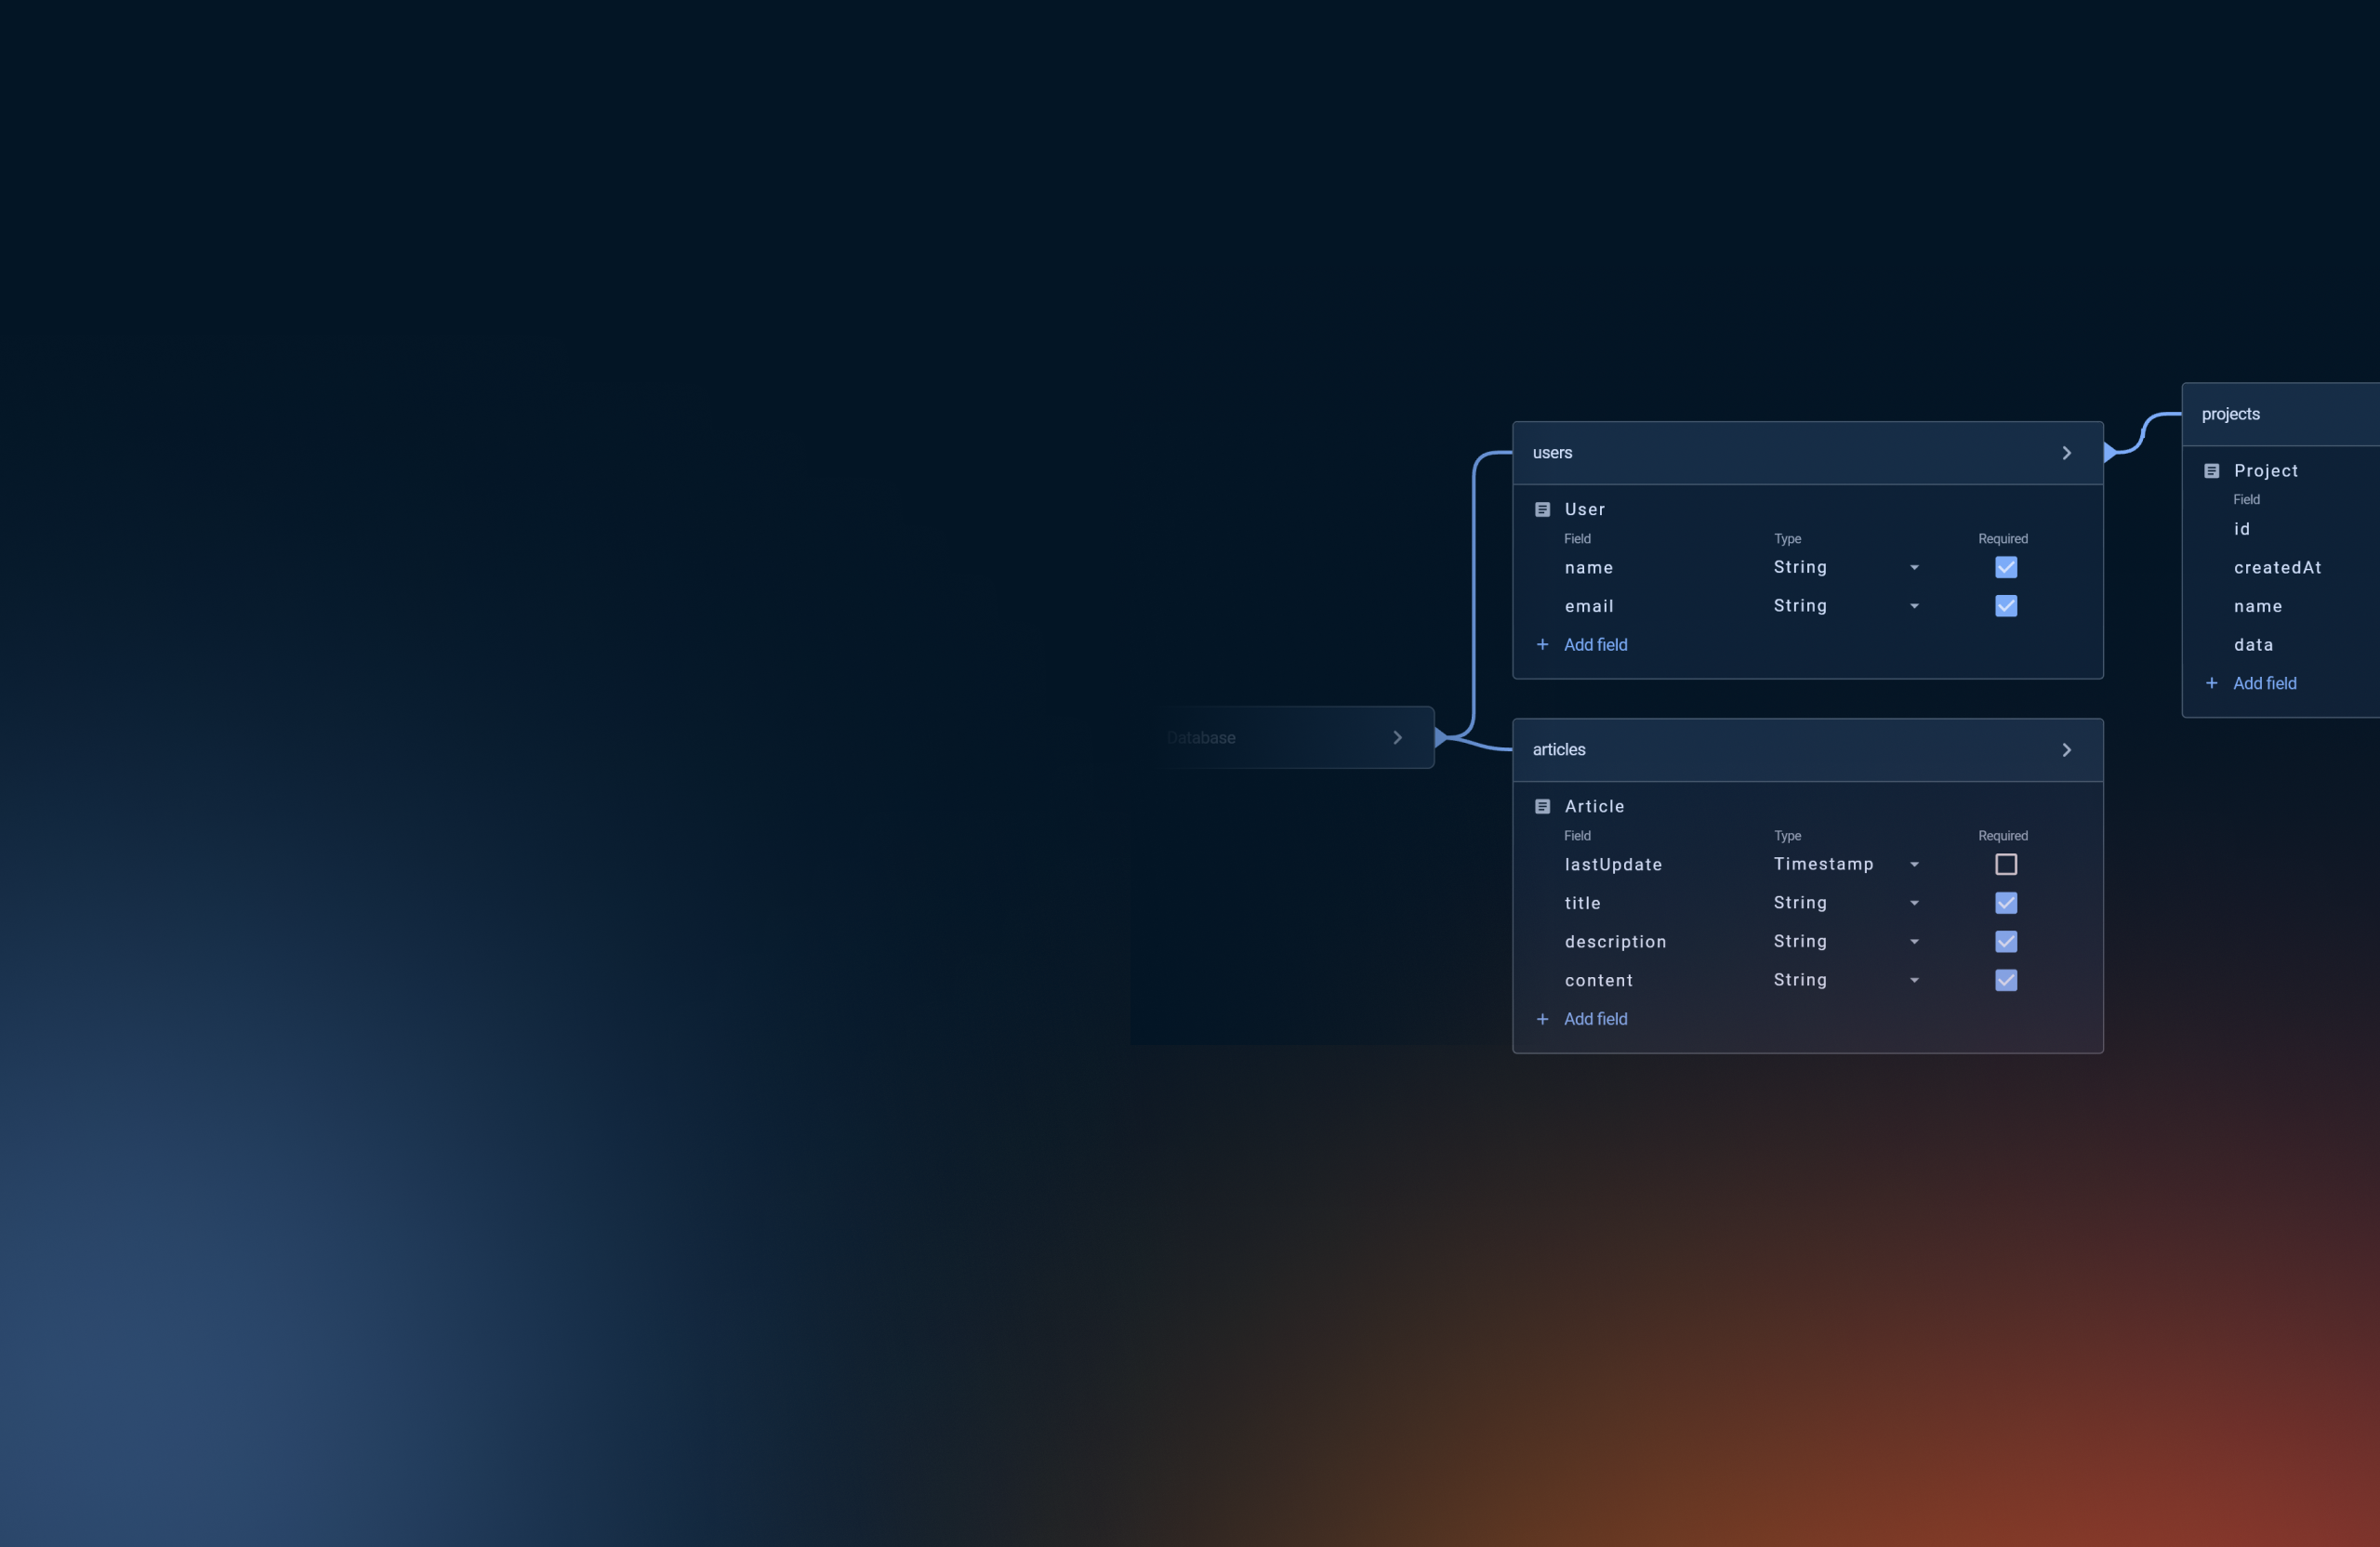 Database
users
User
Field Type Required
name String
email String
+ Add field
articles
Article
Field Type Required
lastUpdate Timestamp
title String
description String
content String
+ Add field
projects
Project
Field
id
createdAt
name
data
+ Add field